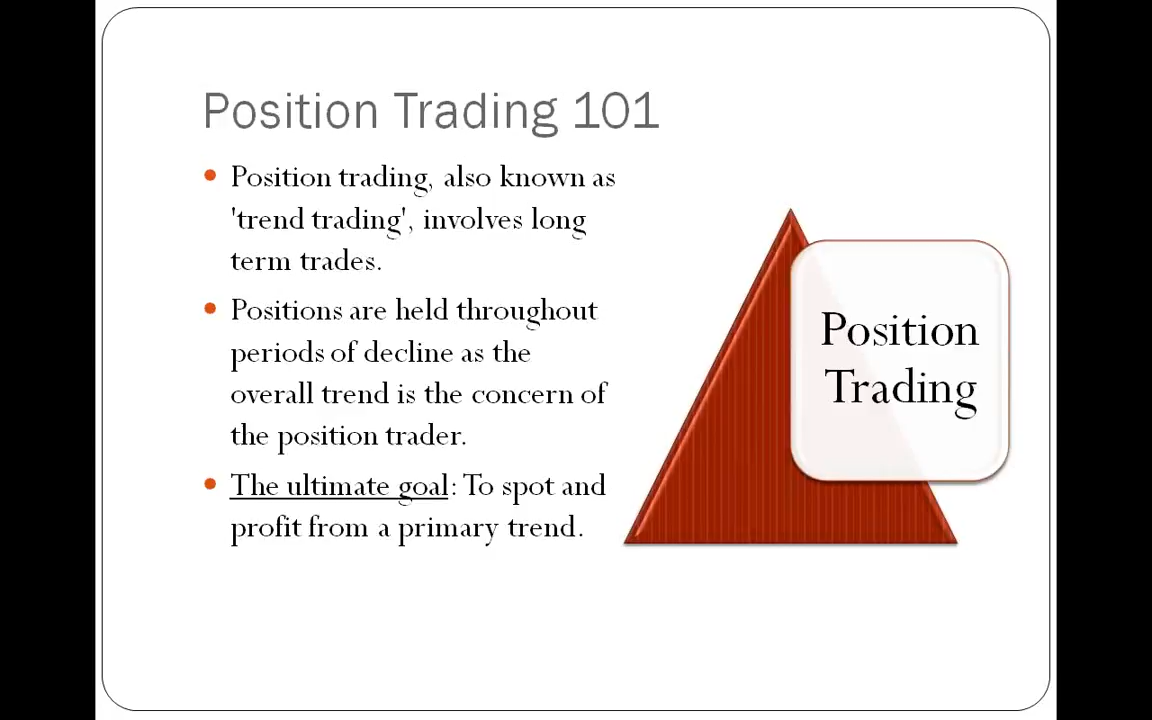 Position Trading 101
Position trading, also known as
'trend trading', involves long
term trades.
Positions are held throughout
periods of decline as the
overall trend is the concern of
the position trader.
The ultimate goal: To spot and
profit from a primary trend.
Position
Trading